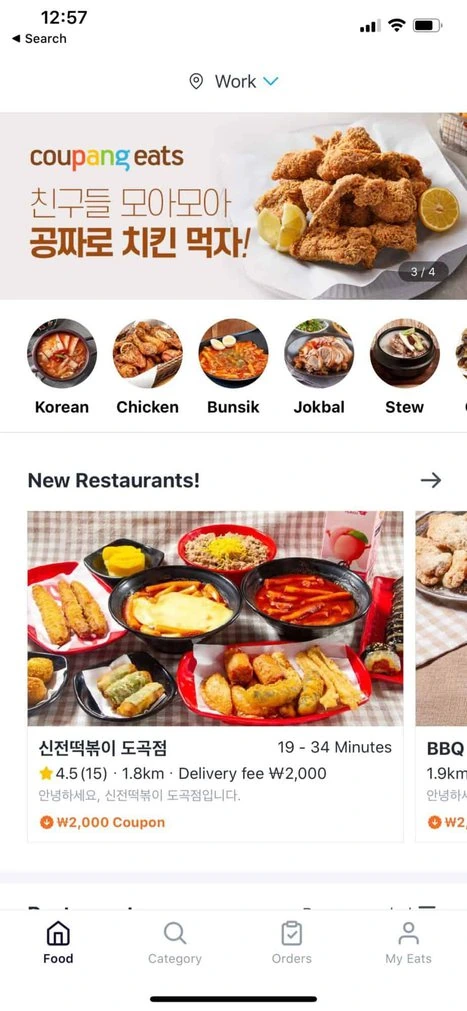 12:57
◀ Search
Work
coupang eats
친구들 모아모아
공짜로 치킨 먹자!
3 / 4
Korean
Chicken
Bunsik
Jokbal
Stew
New Restaurants!
→
신전떡볶이 도곡점
19 - 34 Minutes
BBQ
★ 4.5 (15) · 1.8km · Delivery fee ₩2,000
1.9km
안녕하세요, 신전떡볶이 도곡점입니다.
안녕하
₩2,000 Coupon
₩2,
Food
Category
Orders
My Eats